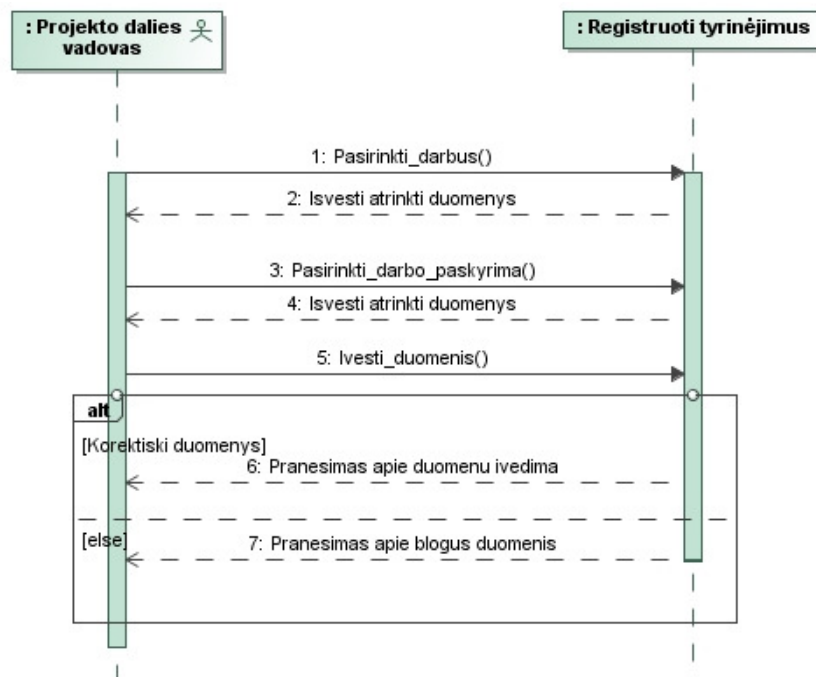 : Projekto dalies
vadovas
: Registruoti tyrinėjimus
1: Pasirinkti_darbus()
2: Isvesti atrinkti duomenys
3: Pasirinkti_darbo_paskyrima()
4: Isvesti atrinkti duomenys
5: Ivesti_duomenis()
alt
[Korektiski duomenys]
6: Pranesimas apie duomenu ivedima
[else]
7: Pranesimas apie blogus duomenis